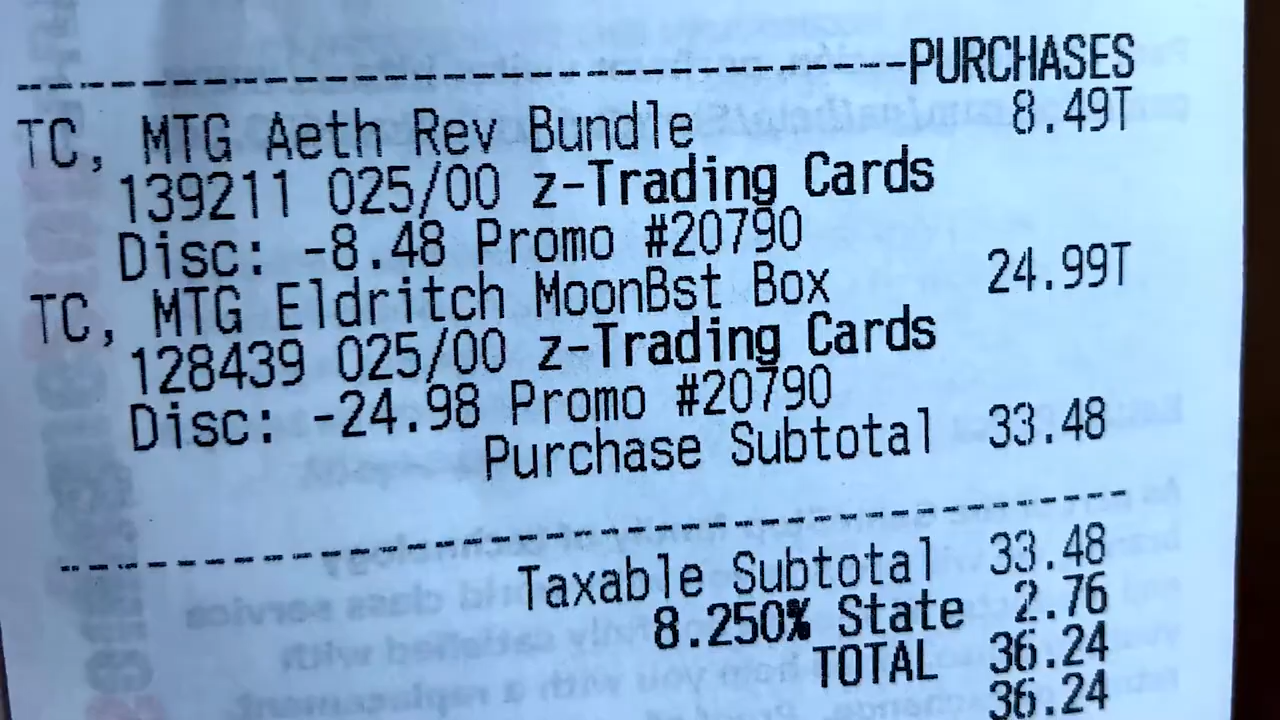 ------------------------------------PURCHASES
TC, MTG Aeth Rev Bundle 8.49T
139211 025/00 z-Trading Cards
Disc: -8.48 Promo #20790
TC, MTG Eldritch MoonBst Box 24.99T
128439 025/00 z-Trading Cards
Disc: -24.98 Promo #20790
Purchase Subtotal 33.48
---------------------------------------------
Taxable Subtotal 33.48
8.250% State 2.76
TOTAL 36.24
36.24